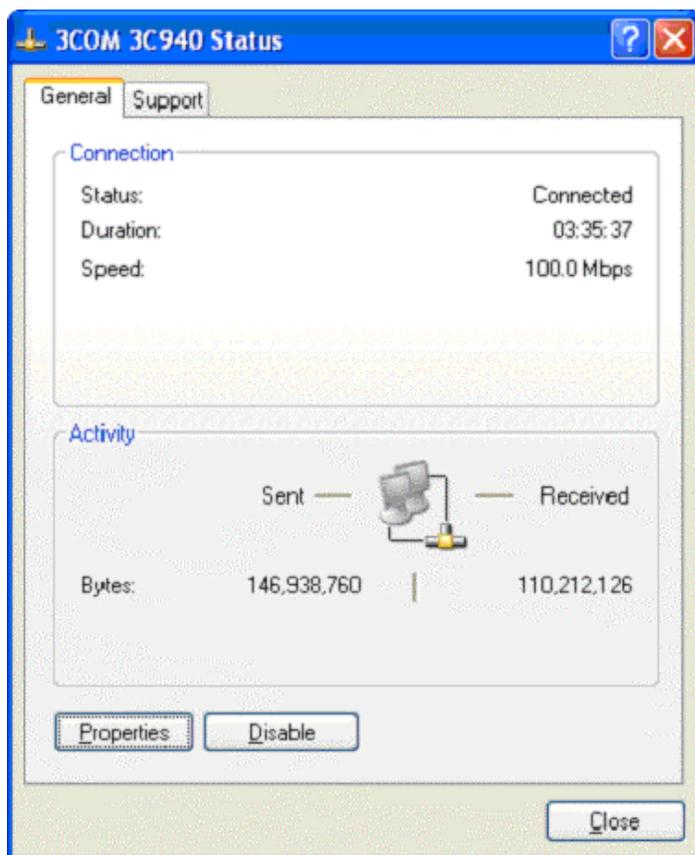 3COM 3C940 Status
General Support
Connection
Status: Connected
Duration: 03:35:37
Speed: 100.0 Mbps
Activity
Sent Received
Bytes: 146,938,760 110,212,126
Properties Disable
Close